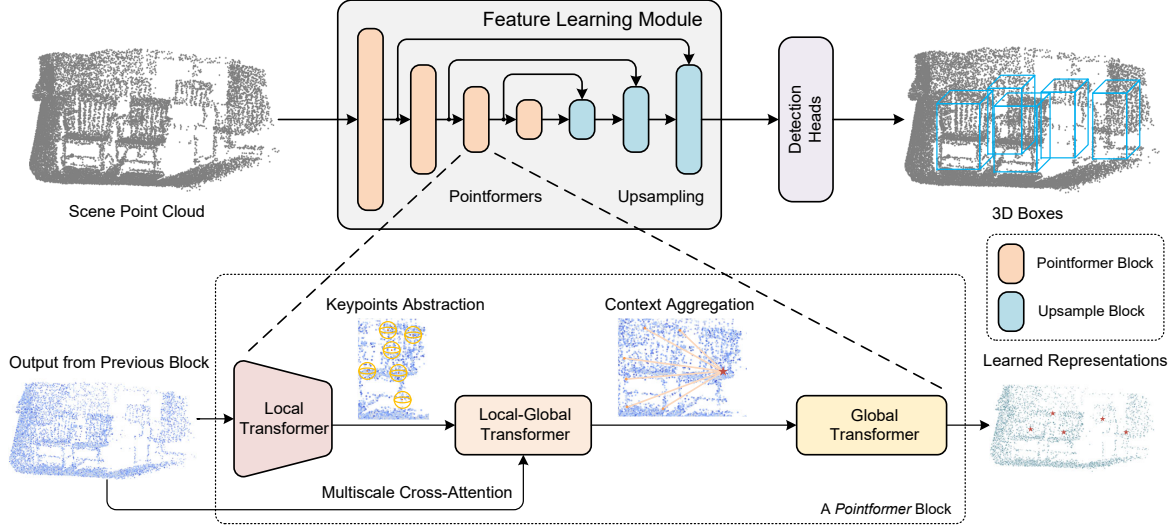 Feature Learning Module
Scene Point Cloud
Pointformers
Upsampling
Detection
Heads
3D Boxes
Pointformer Block
Upsample Block
Keypoints Abstraction
Context Aggregation
Output from Previous Block
Learned Representations
Local
Transformer
Local-Global
Transformer
Global
Transformer
Multiscale Cross-Attention
A Pointformer Block